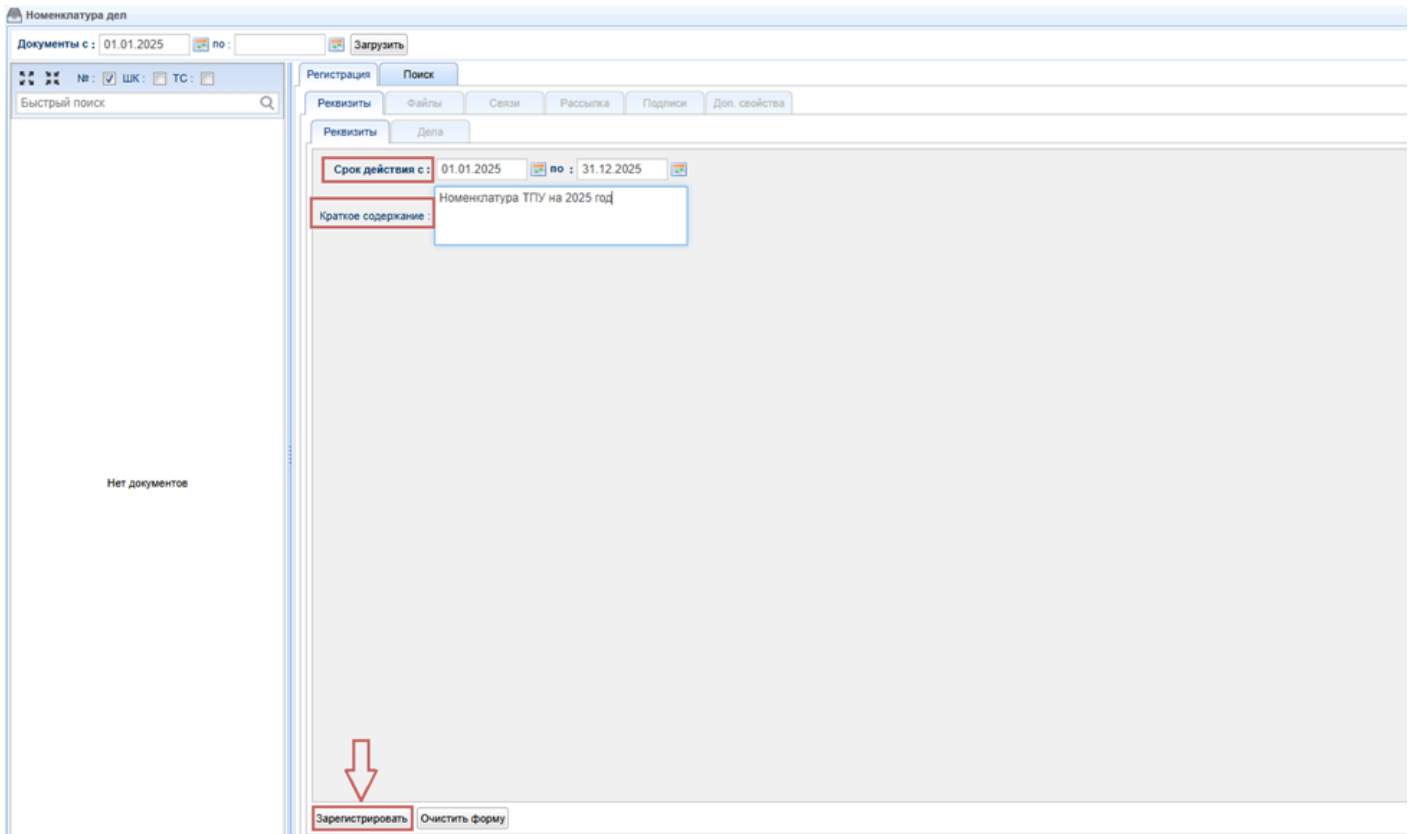 Номенклатура дел
Документы с : 01.01.2025 по : Загрузить
№ : ШК : ТС :
Быстрый поиск
Нет документов
Регистрация Поиск
Реквизиты Файлы Связи Рассылка Подписи Доп. свойства
Реквизиты Дела
Срок действия с : 01.01.2025 по : 31.12.2025
Краткое содержание : Номенклатура ТПУ на 2025 год
Зарегистрировать Очистить форму